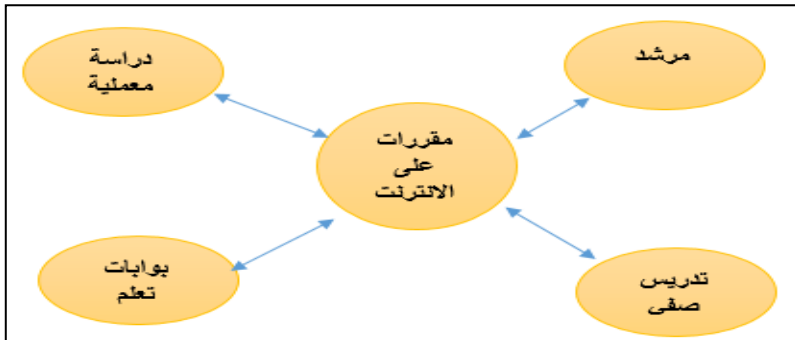 مرشد
دراسة
معملية
مقررات
على
الانترنت
تدريس
صفى
بوابات
تعلم